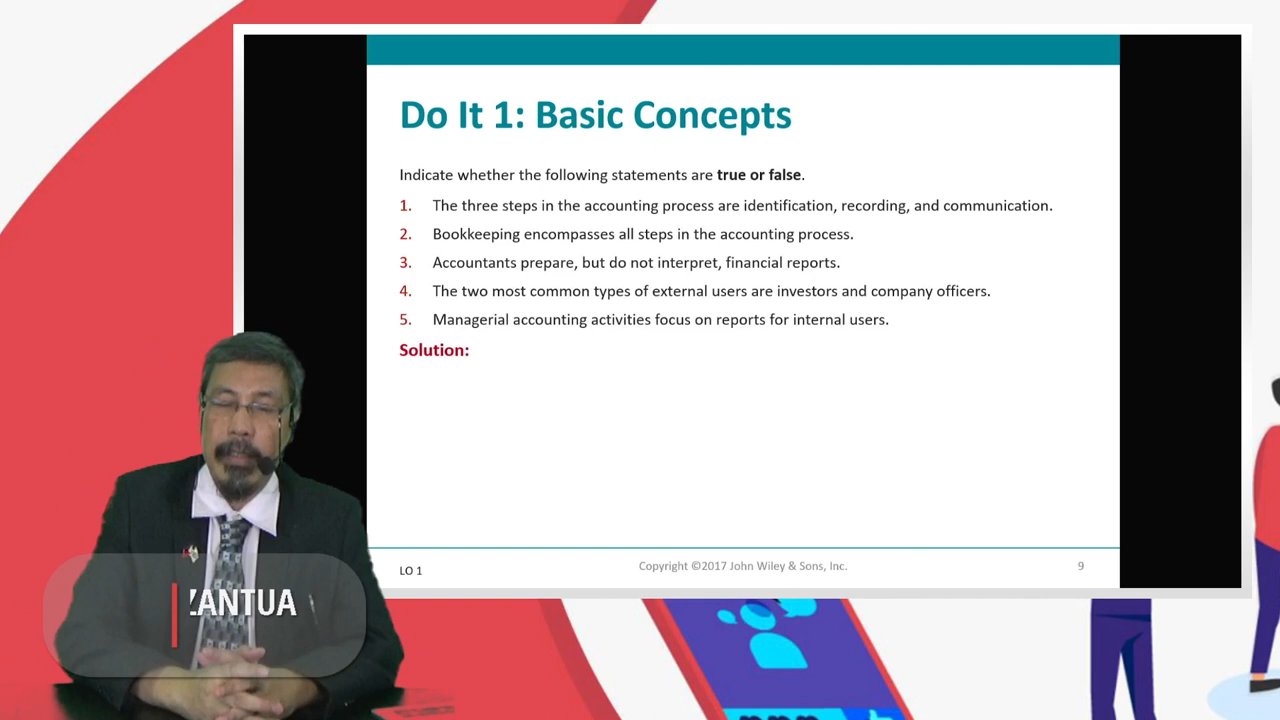 Do It 1: Basic Concepts
Indicate whether the following statements are true or false.
1. The three steps in the accounting process are identification, recording, and communication.
2. Bookkeeping encompasses all steps in the accounting process.
3. Accountants prepare, but do not interpret, financial reports.
4. The two most common types of external users are investors and company officers.
5. Managerial accounting activities focus on reports for internal users.
Solution:
LO 1
Copyright ©2017 John Wiley & Sons, Inc.
9